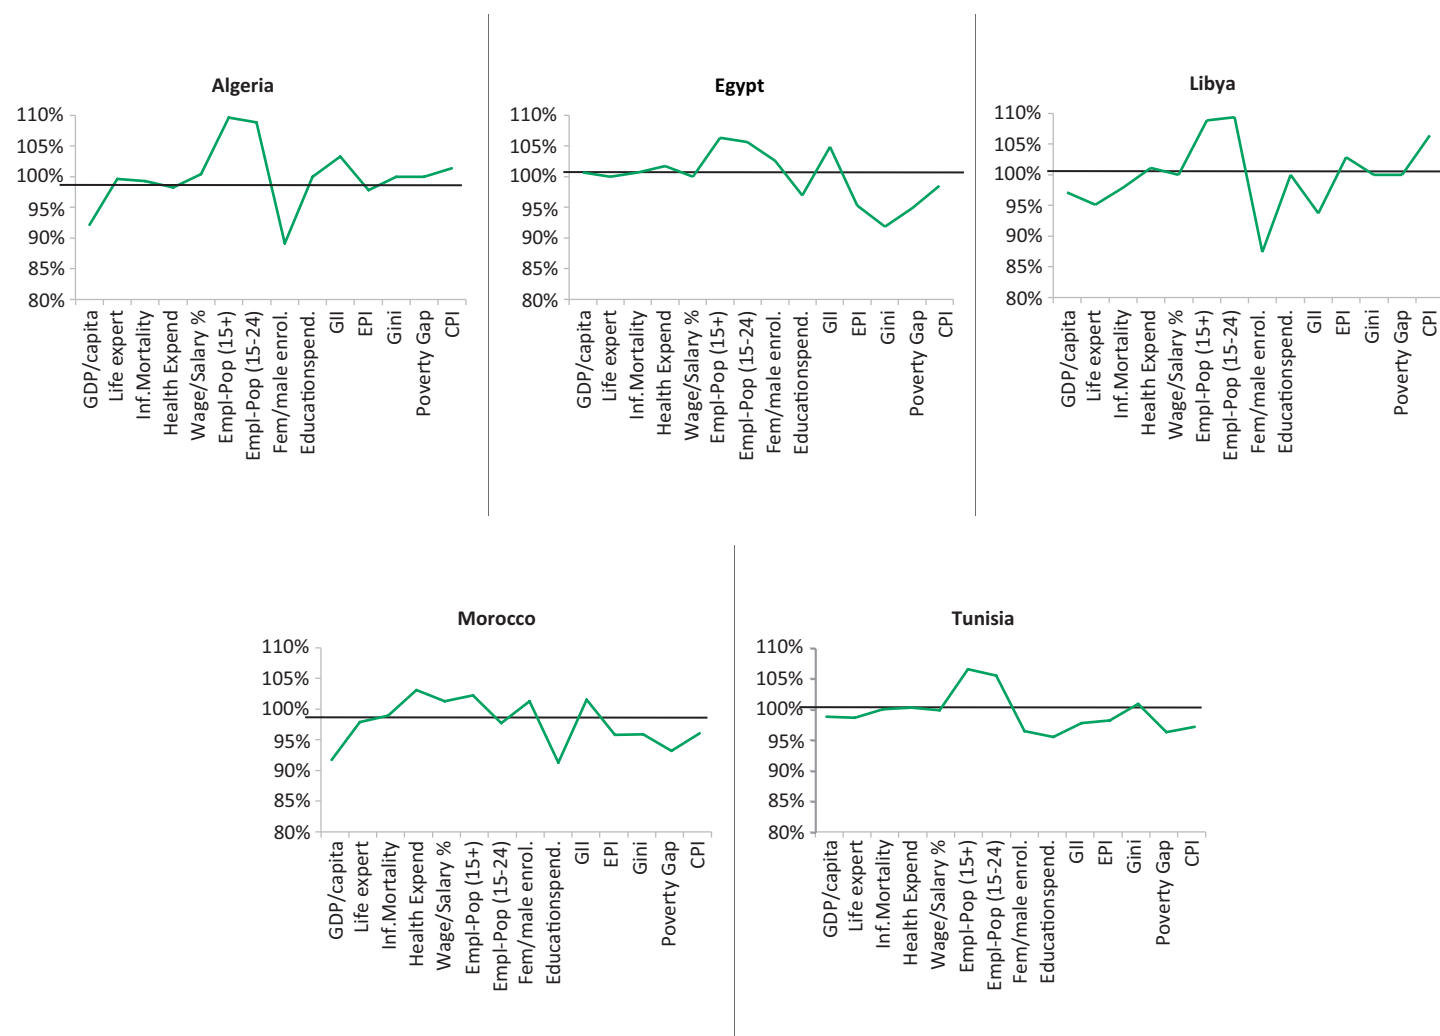 Algeria
110%
105%
100%
95%
90%
85%
80%
GDP/capita
Life expert
Inf.Mortality
Health Expend
Wage/Salary %
Empl-Pop (15+)
Empl-Pop (15-24)
Fem/male enrol.
Educationspend.
GII
EPI
Gini
Poverty Gap
CPI
Egypt
110%
105%
100%
95%
90%
85%
80%
GDP/capita
Life expert
Inf.Mortality
Health Expend
Wage/Salary %
Empl-Pop (15+)
Empl-Pop (15-24)
Fem/male enrol.
Educationspend.
GII
EPI
Gini
Poverty Gap
CPI
Libya
110%
105%
100%
95%
90%
85%
80%
GDP/capita
Life expert
Inf.Mortality
Health Expend
Wage/Salary %
Empl-Pop (15+)
Empl-Pop (15-24)
Fem/male enrol.
Educationspend.
GII
EPI
Gini
Poverty Gap
CPI
Morocco
110%
105%
100%
95%
90%
85%
80%
GDP/capita
Life expert
Inf.Mortality
Health Expend
Wage/Salary %
Empl-Pop (15+)
Empl-Pop (15-24)
Fem/male enrol.
Educationspend.
GII
EPI
Gini
Poverty Gap
CPI
Tunisia
110%
105%
100%
95%
90%
85%
80%
GDP/capita
Life expert
Inf.Mortality
Health Expend
Wage/Salary %
Empl-Pop (15+)
Empl-Pop (15-24)
Fem/male enrol.
Educationspend.
GII
EPI
Gini
Poverty Gap
CPI